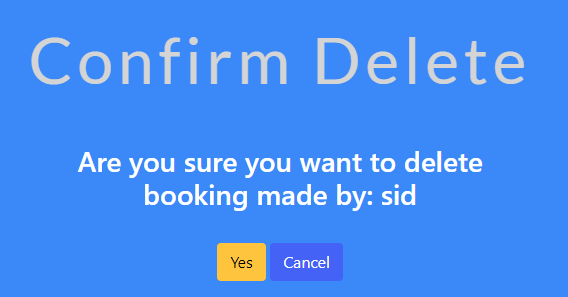 Confirm Delete
Are you sure you want to delete
booking made by: sid
Yes Cancel